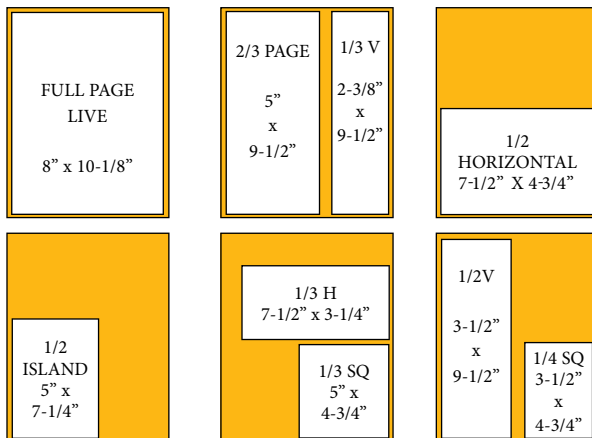 FULL PAGE
LIVE
8” x 10-1/8”
2/3 PAGE
5”
x
9-1/2”
1/3 V
2-3/8”
x
9-1/2”
1/2
HORIZONTAL
7-1/2” X 4-3/4”
1/2
ISLAND
5” x
7-1/4”
1/3 H
7-1/2” x 3-1/4”
1/3 SQ
5” x
4-3/4”
1/2V
3-1/2”
x
9-1/2”
1/4 SQ
3-1/2”
x
4-3/4”